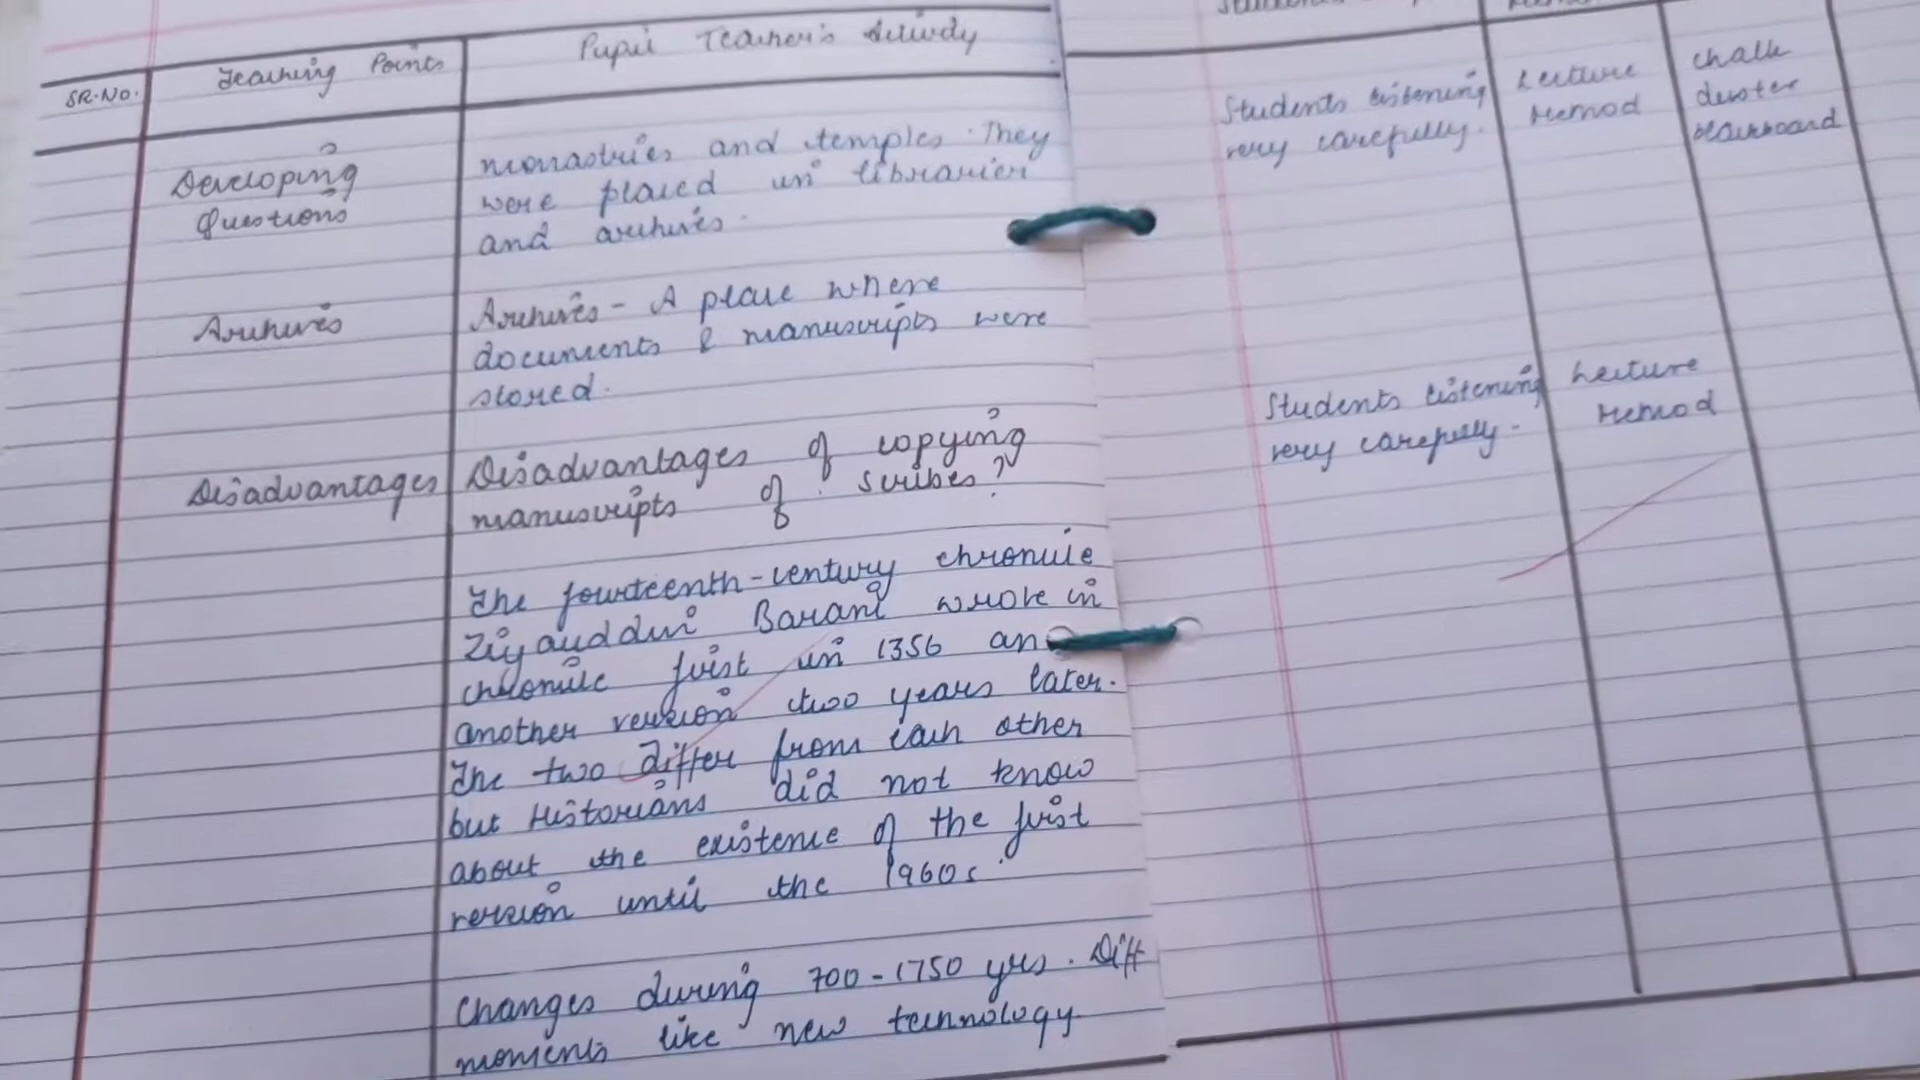 SR.NO.
Teaching Points
Pupil Teacher's Activity
Developing
Questions
monastries and temples. They
were placed in libraries
and archives.
Archives
Archives - A place where
documents & manuscripts were
stored.
Disadvantages
Disadvantages of copying
manuscripts of scribes?
The fourteenth-century chronicle
Ziyauddin Barani wrote in
chronicle first in 1356 an
another version two years later.
The two differ from each other
but Historians did not know
about the existence of the first
version until the 1960s.
Changes during 700-1750 yrs. Diff
moments like new technology
Students listening
very carefully.
Lecture
Method
chalk
duster
blackboard
Students listening
very carefully.
Lecture
Method